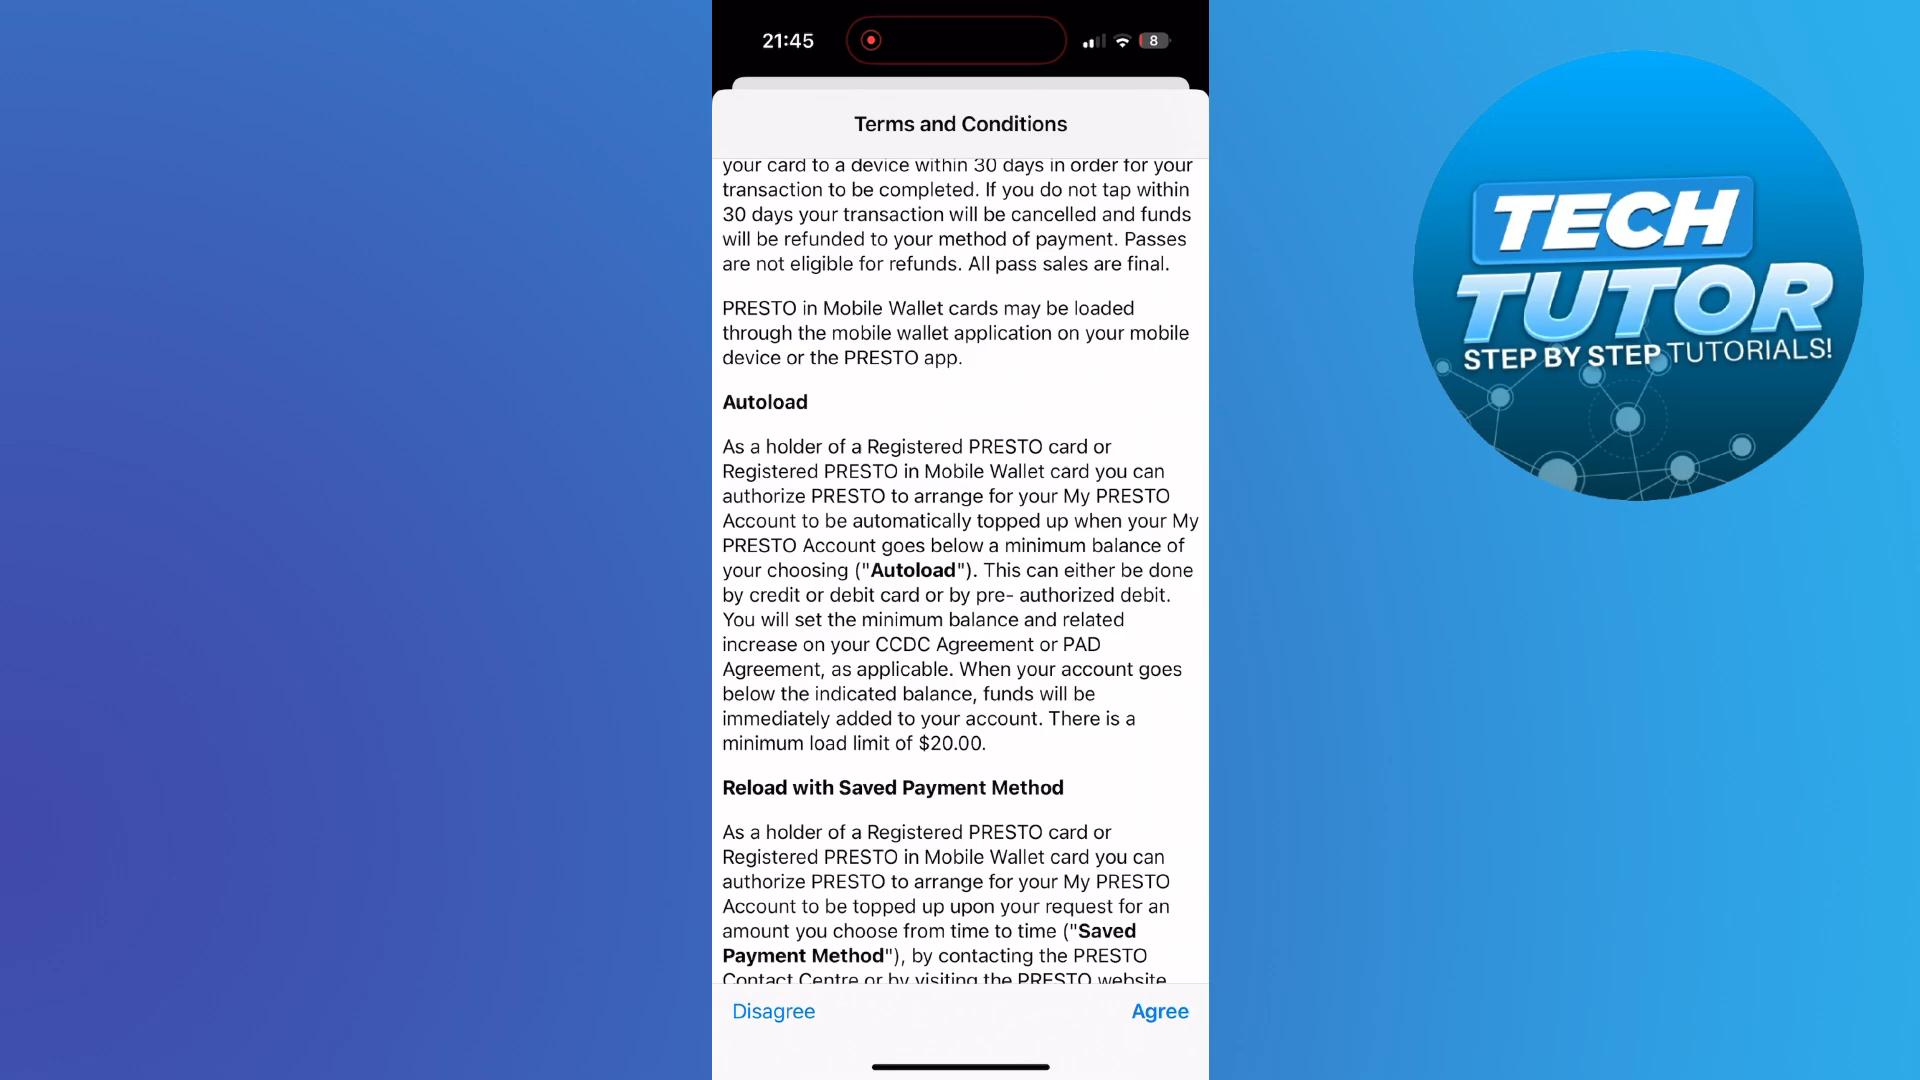 21:45
8
Terms and Conditions
your card to a device within 30 days in order for your
transaction to be completed. If you do not tap within
30 days your transaction will be cancelled and funds
will be refunded to your method of payment. Passes
are not eligible for refunds. All pass sales are final.
PRESTO in Mobile Wallet cards may be loaded
through the mobile wallet application on your mobile
device or the PRESTO app.
Autoload
As a holder of a Registered PRESTO card or
Registered PRESTO in Mobile Wallet card you can
authorize PRESTO to arrange for your My PRESTO
Account to be automatically topped up when your My
PRESTO Account goes below a minimum balance of
your choosing ("Autoload"). This can either be done
by credit or debit card or by pre- authorized debit.
You will set the minimum balance and related
increase on your CCDC Agreement or PAD
Agreement, as applicable. When your account goes
below the indicated balance, funds will be
immediately added to your account. There is a
minimum load limit of $20.00.
Reload with Saved Payment Method
As a holder of a Registered PRESTO card or
Registered PRESTO in Mobile Wallet card you can
authorize PRESTO to arrange for your My PRESTO
Account to be topped up upon your request for an
amount you choose from time to time ("Saved
Payment Method"), by contacting the PRESTO
Contact Centre or by visiting the PRESTO website
Disagree
Agree
TECH
TUTOR
STEP BY STEP TUTORIALS!